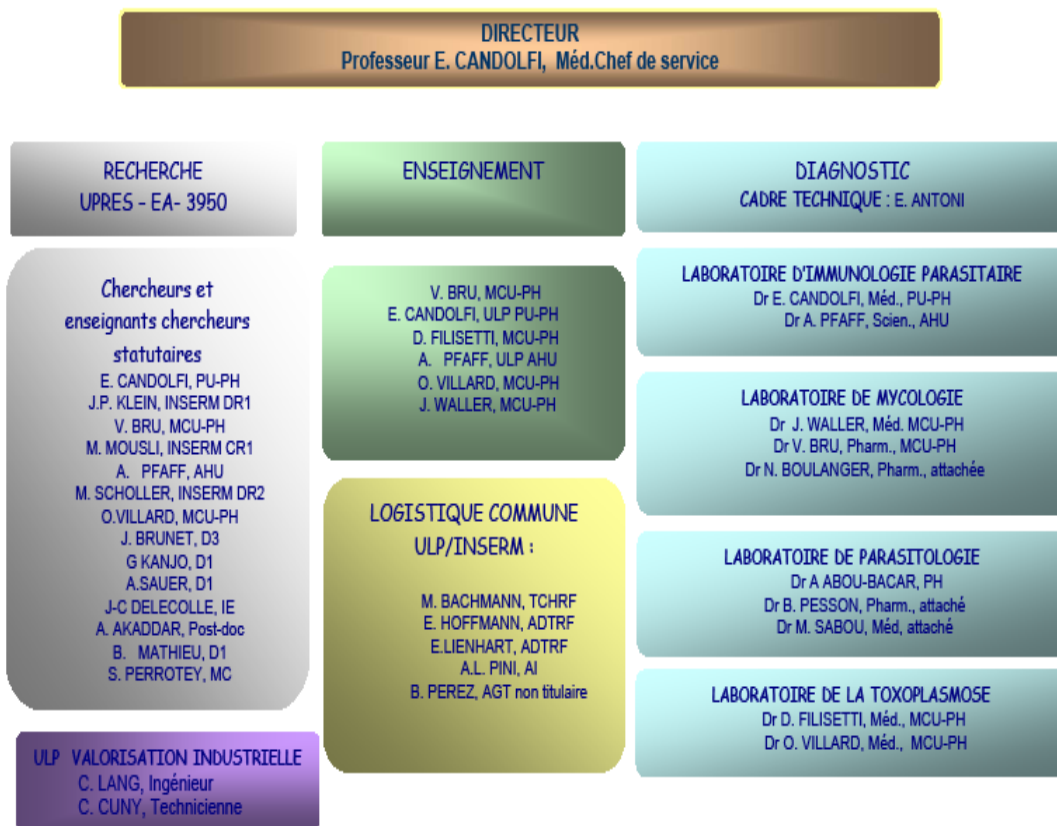 DIRECTEUR
Professeur E. CANDOLFI, Méd.Chef de service
RECHERCHE
UPRES - EA- 3950
Chercheurs et
enseignants chercheurs
statutaires
E. CANDOLFI, PU-PH
J.P. KLEIN, INSERM DR1
V. BRU, MCU-PH
M. MOUSLI, INSERM CR1
A. PFAFF, AHU
M. SCHOLLER, INSERM DR2
O.VILLARD, MCU-PH
J. BRUNET, D3
G KANJO, D1
A.SAUER, D1
J-C DELECOLLE, IE
A. AKADDAR, Post-doc
B. MATHIEU, D1
S. PERROTEY, MC
ULP VALORISATION INDUSTRIELLE
C. LANG, Ingénieur
C. CUNY, Technicienne
ENSEIGNEMENT
V. BRU, MCU-PH
E. CANDOLFI, ULP PU-PH
D. FILISETTI, MCU-PH
A. PFAFF, ULP AHU
O. VILLARD, MCU-PH
J. WALLER, MCU-PH
LOGISTIQUE COMMUNE
ULP/INSERM :
M. BACHMANN, TCHRF
E. HOFFMANN, ADTRF
E.LIENHART, ADTRF
A.L. PINI, AI
B. PEREZ, AGT non titulaire
DIAGNOSTIC
CADRE TECHNIQUE : E. ANTONI
LABORATOIRE D'IMMUNOLOGIE PARASITAIRE
Dr E. CANDOLFI, Méd., PU-PH
Dr A. PFAFF, Scien., AHU
LABORATOIRE DE MYCOLOGIE
Dr J. WALLER, Méd. MCU-PH
Dr V. BRU, Pharm., MCU-PH
Dr N. BOULANGER, Pharm., attachée
LABORATOIRE DE PARASITOLOGIE
Dr A ABOU-BACAR, PH
Dr B. PESSON, Pharm., attaché
Dr M. SABOU, Méd, attaché
LABORATOIRE DE LA TOXOPLASMOSE
Dr D. FILISETTI, Méd., MCU-PH
Dr O. VILLARD, Méd., MCU-PH